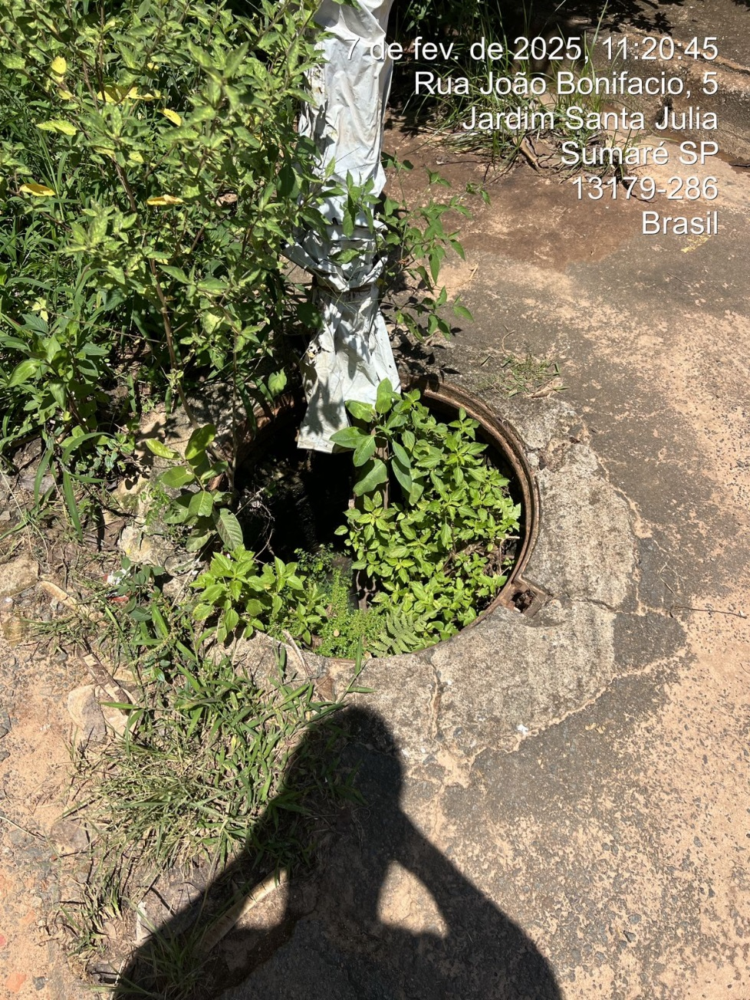 7 de fev. de 2025, 11:20:45
Rua João Bonifacio, 5
Jardim Santa Julia
Sumaré SP
13179-286
Brasil